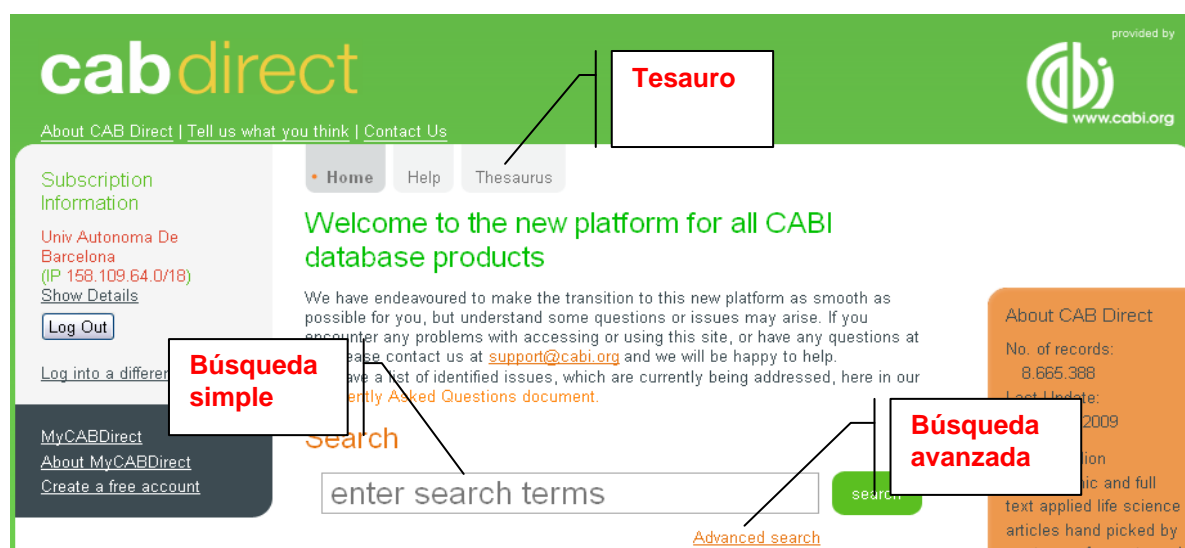 provided by
cabdirect
Tesauro
cabi
www.cabi.org
About CAB Direct | Tell us what you think | Contact Us
• Home Help Thesaurus
Subscription
Information
Univ Autonoma De
Barcelona
(IP 158.109.64.0/18)
Show Details
Log Out
Log into a differen
MyCABDirect
About MyCABDirect
Create a free account
Welcome to the new platform for all CABI
database products
We have endeavoured to make the transition to this new platform as smooth as
possible for you, but understand some questions or issues may arise. If you
encounter any problems with accessing or using this site, or have any questions at
contact us at support@cabi.org and we will be happy to help.
a list of identified issues, which are currently being addressed, here in our
Asked Questions document.
Búsqueda
simple
Search
enter search terms
search
Advanced search
Búsqueda
avanzada
About CAB Direct
No. of records:
8.665.388
Last Update:
2009
and full
text applied life science
articles hand picked by